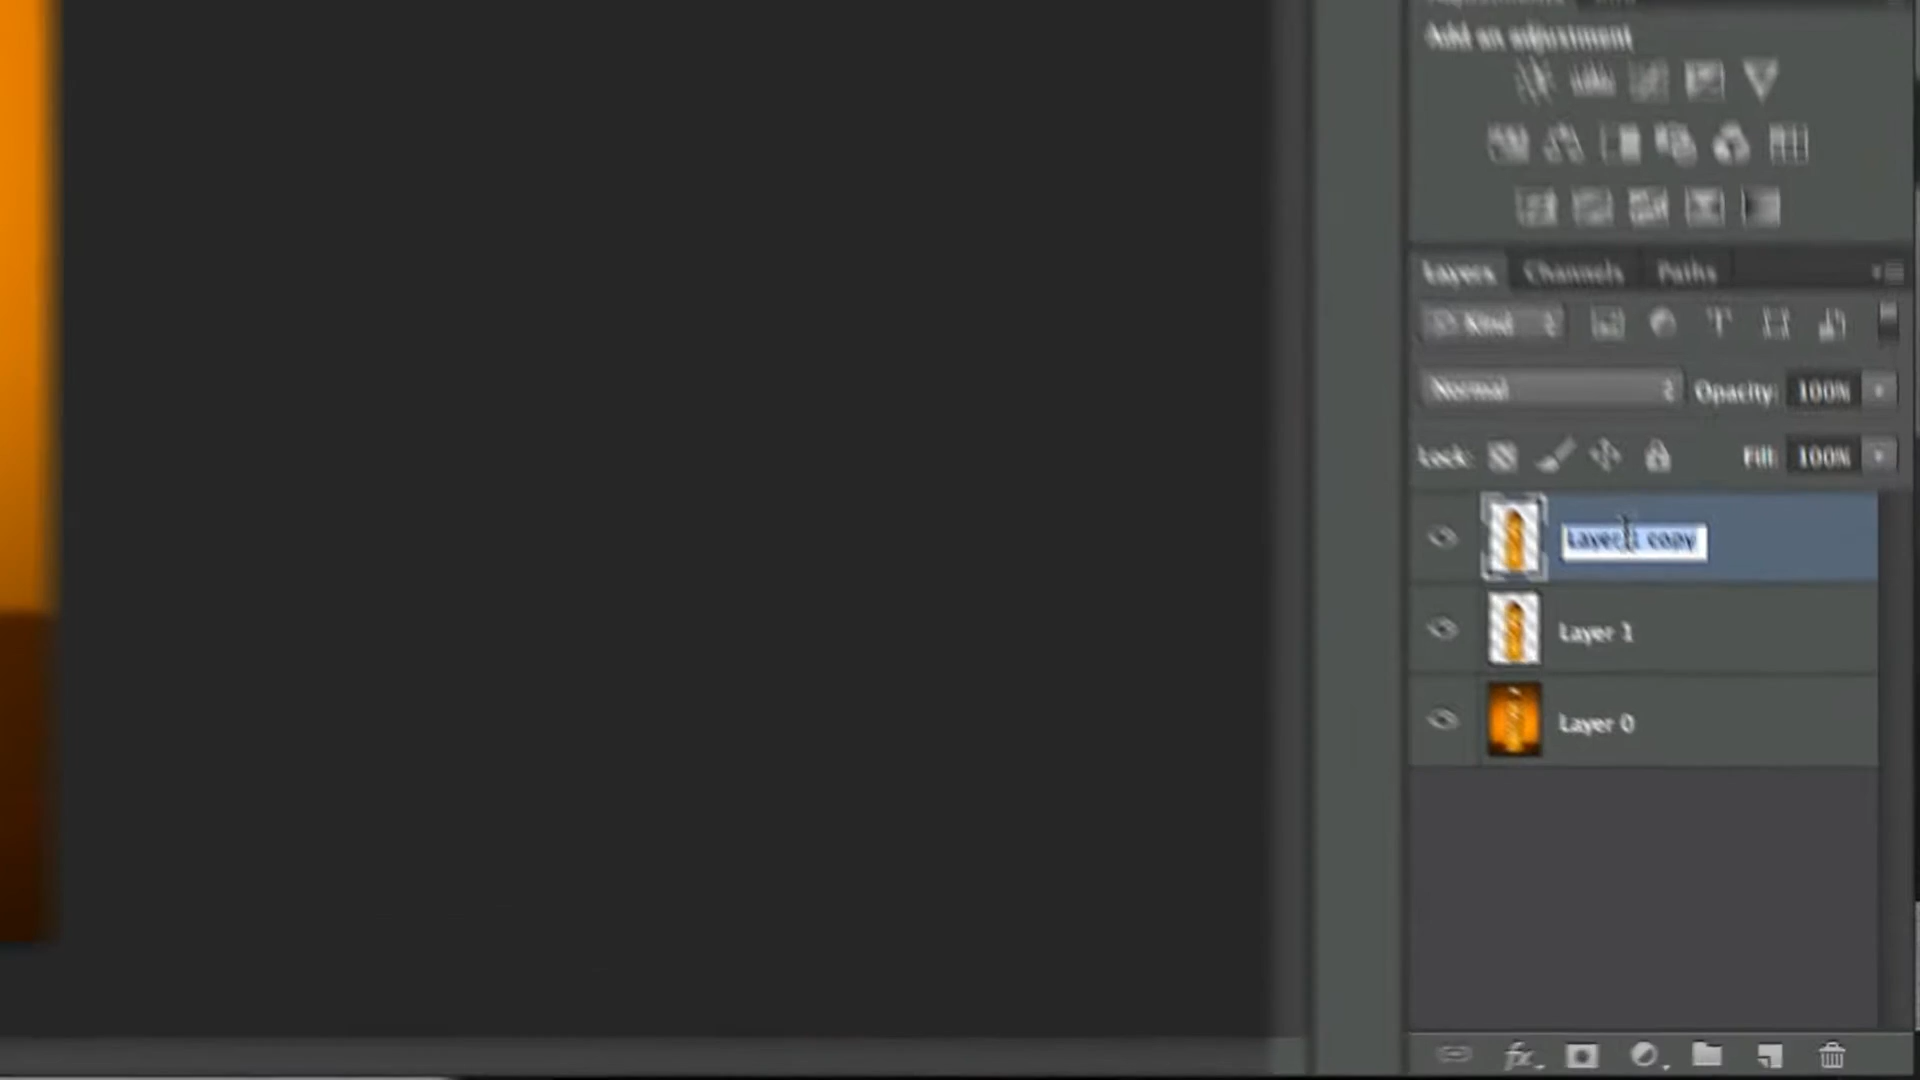 Add an adjustment
Layers Channels Paths
Kind
Normal Opacity: 100%
Lock: Fill: 100%
Layer 1 copy
Layer 1
Layer 0
fx